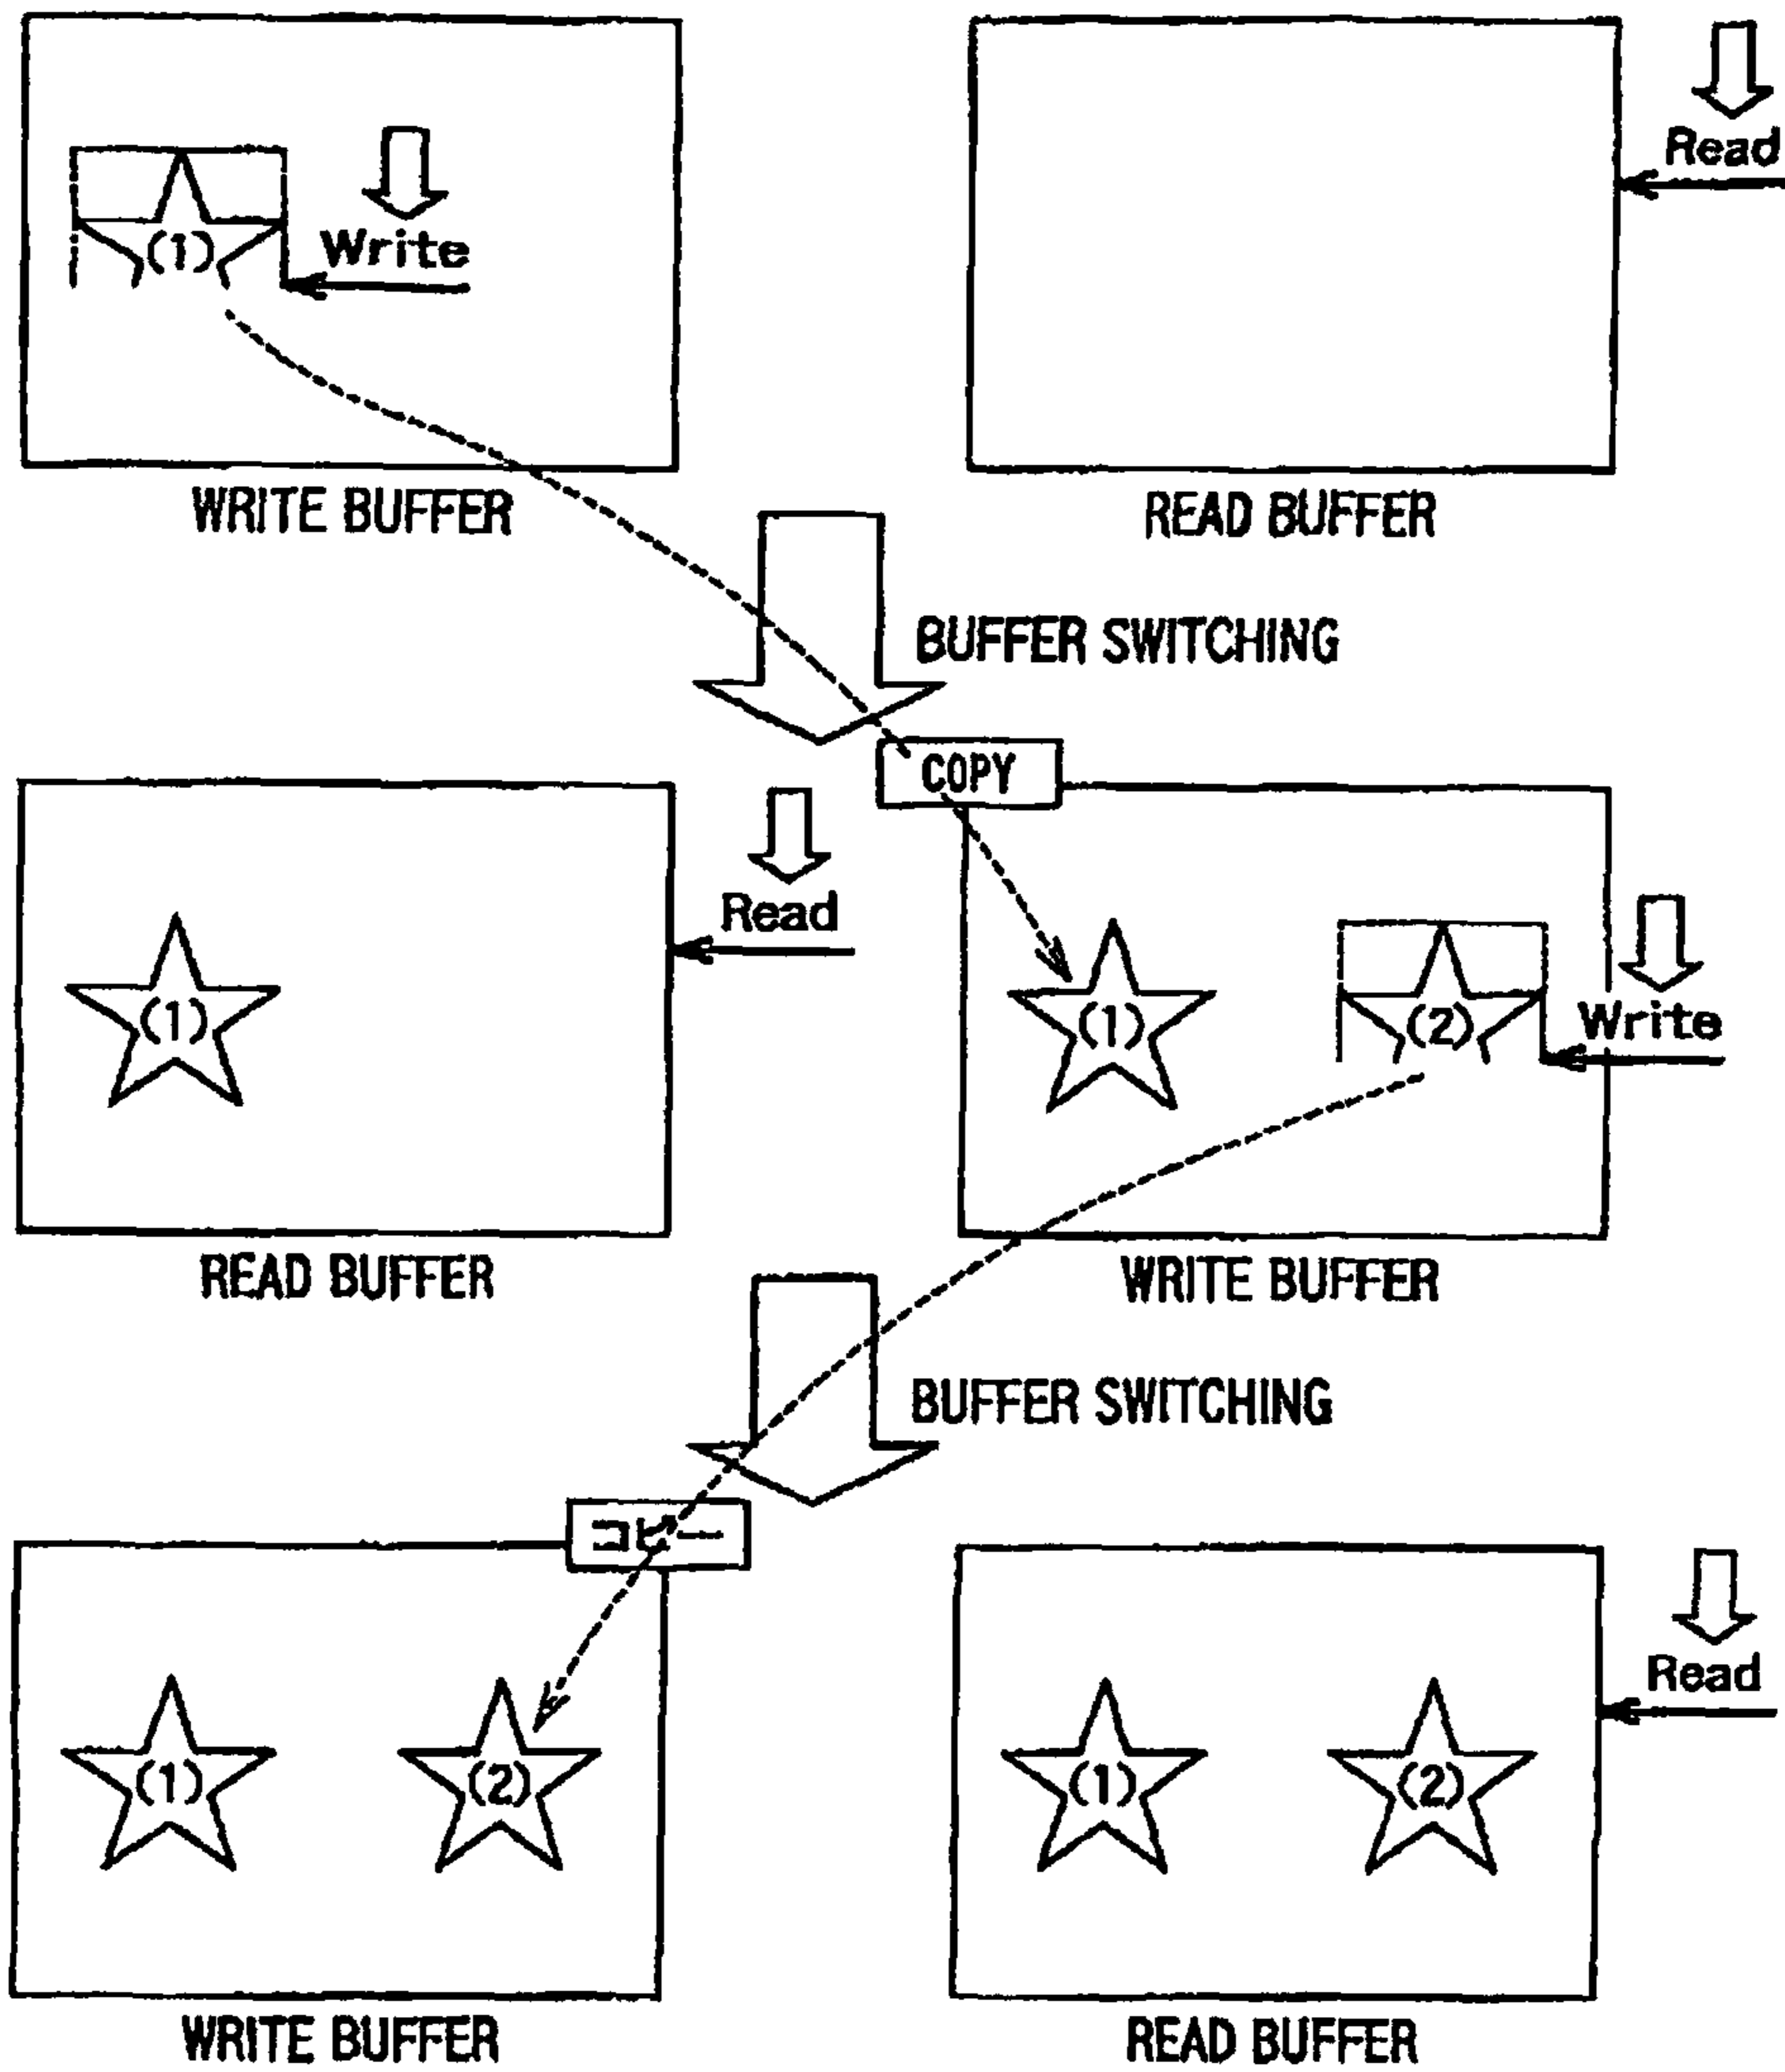 Read
(1)
Write
WRITE BUFFER
READ BUFFER
BUFFER SWITCHING
COPY
Read
(1)
(1)
(2)
Write
READ BUFFER
WRITE BUFFER
BUFFER SWITCHING
コピー
Read
(1)
(2)
(1)
(2)
WRITE BUFFER
READ BUFFER